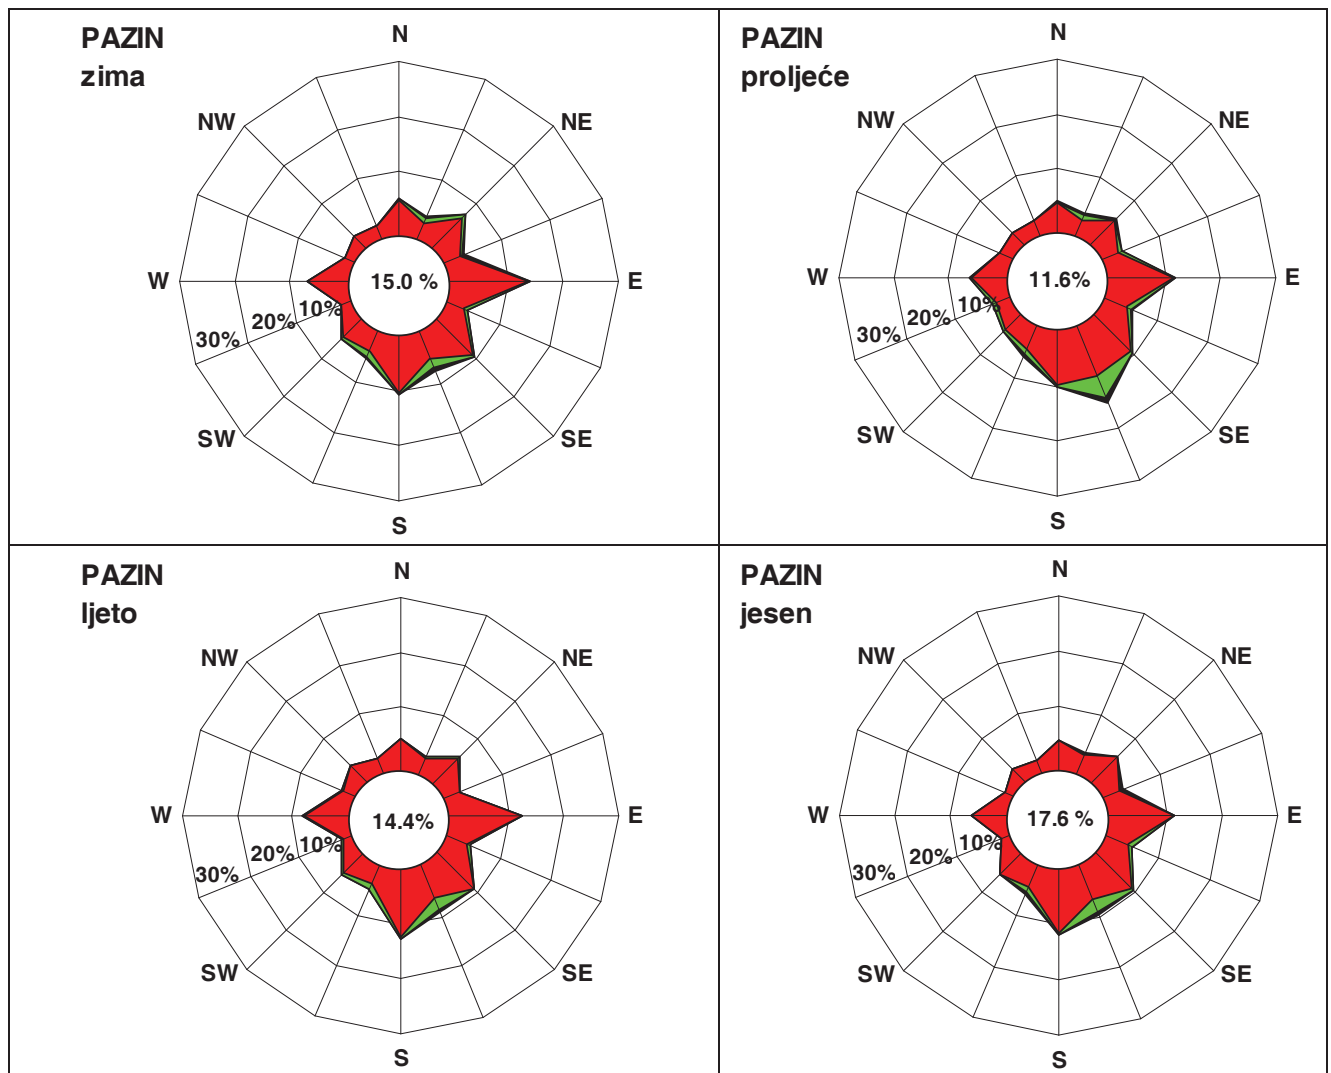 PAZIN
zima
N
NW
NE
W
15.0 %
E
10%
20%
30%
SW
SE
S
PAZIN
proljeće
N
NW
NE
W
11.6%
E
10%
20%
30%
SW
SE
S
PAZIN
ljeto
N
NW
NE
W
14.4%
E
10%
20%
30%
SW
SE
S
PAZIN
jesen
N
NW
NE
W
17.6 %
E
10%
20%
30%
SW
SE
S